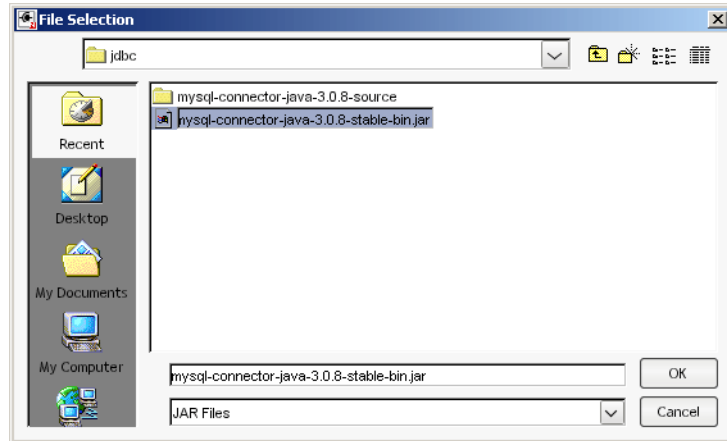 File Selection
jdbc
Recent
Desktop
My Documents
My Computer
mysql-connector-java-3.0.8-source
mysql-connector-java-3.0.8-stable-bin.jar
mysql-connector-java-3.0.8-stable-bin.jar
OK
JAR Files
Cancel